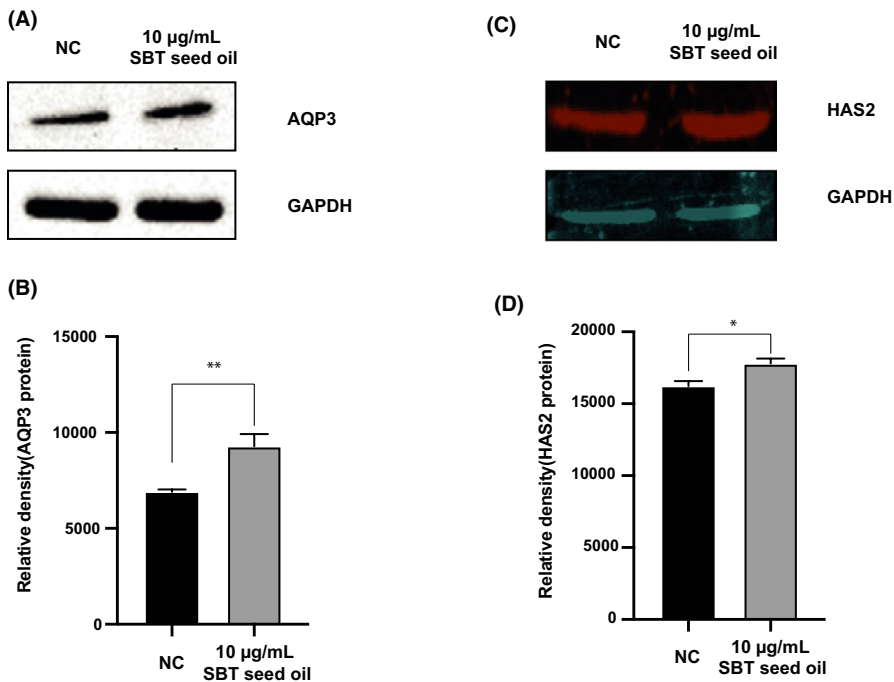 (A)
NC
10 µg/mL
SBT seed oil
AQP3
GAPDH
(B)
Relative density(AQP3 protein)
15000
10000
5000
0
**
NC
10 µg/mL
SBT seed oil
(C)
NC
10 µg/mL
SBT seed oil
HAS2
GAPDH
(D)
Relative density(HAS2 protein)
20000
15000
10000
5000
0
*
NC
10 µg/mL
SBT seed oil